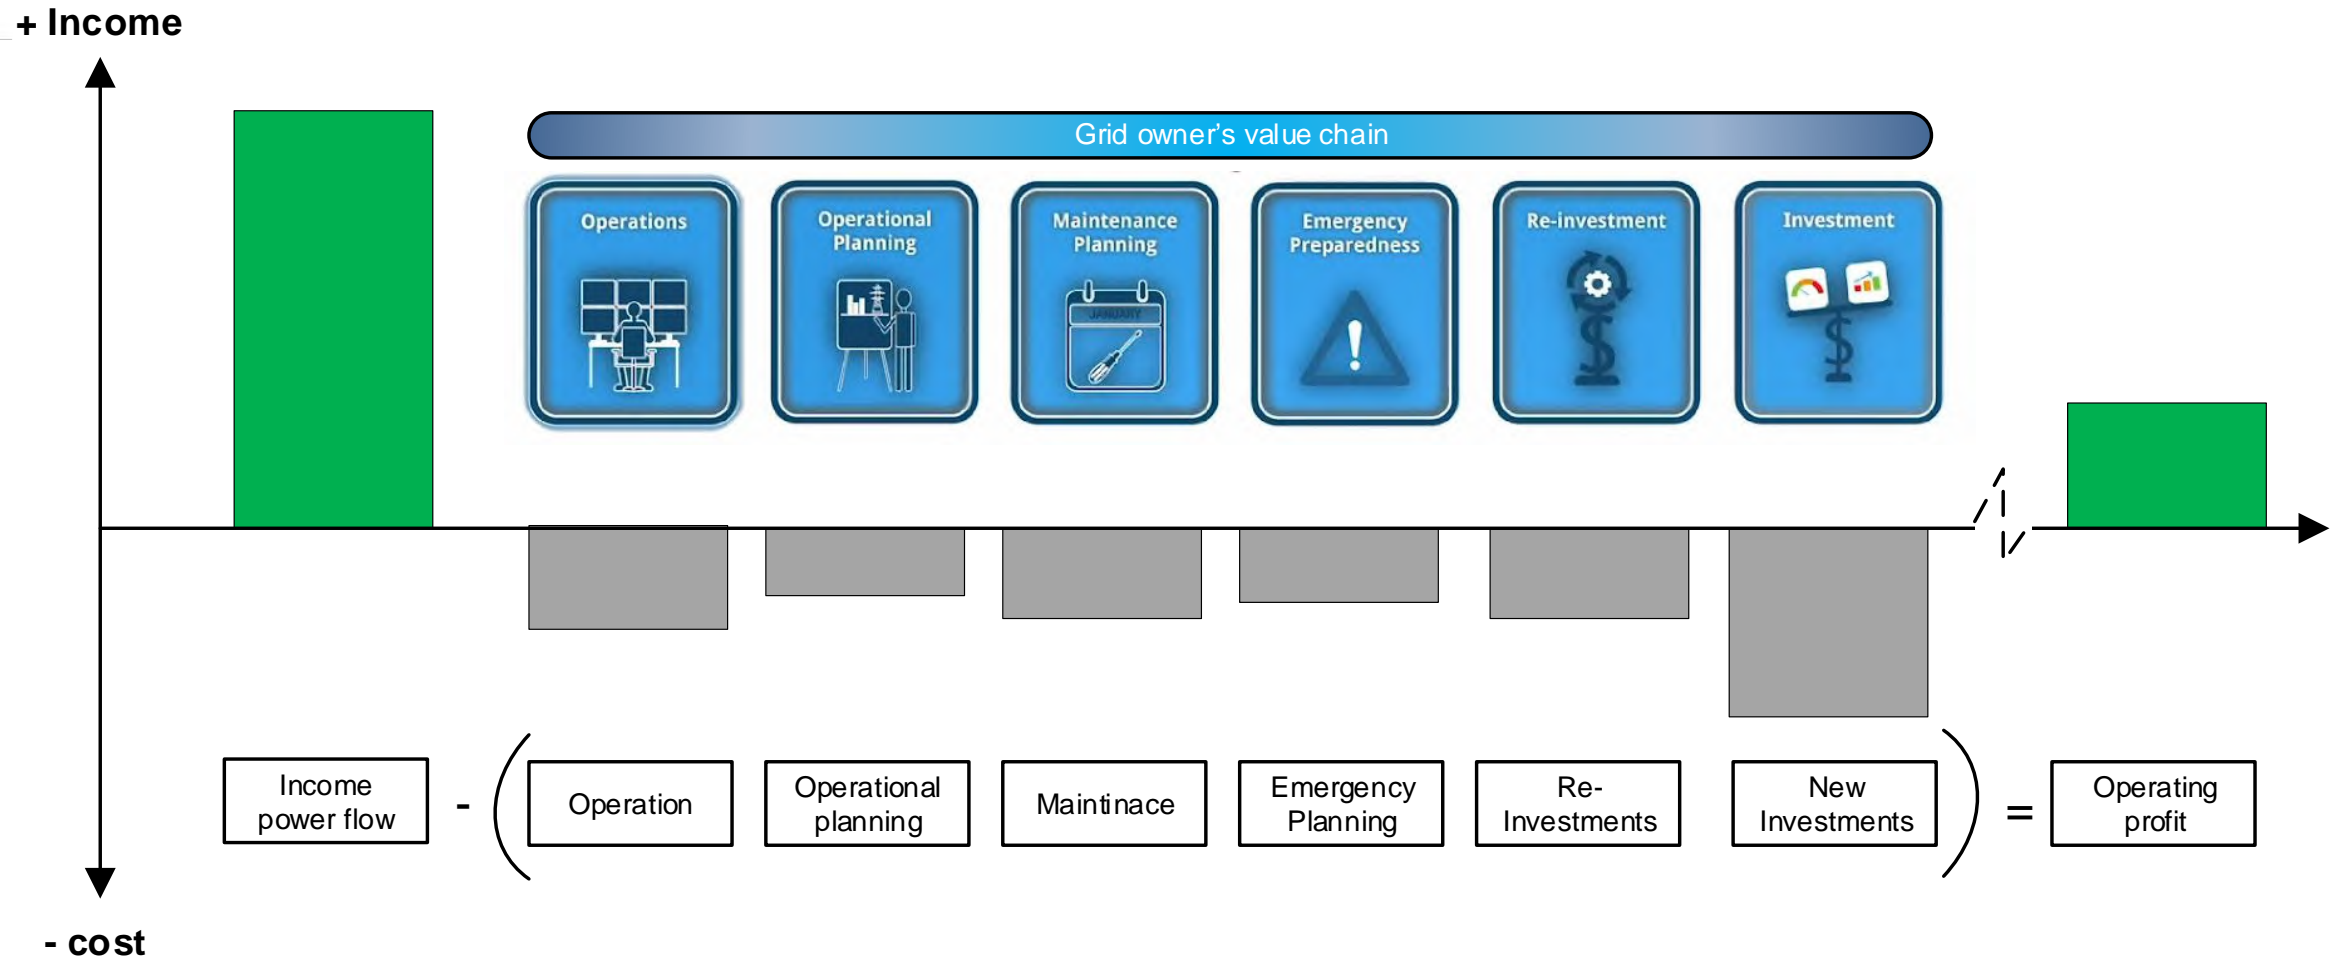 + Income
Grid owner's value chain
Operations
Operational
Planning
Maintenance
Planning
Emergency
Preparedness
Re-investment
Investment
JANUARY
Income
power flow
-
Operation
Operational
planning
Maintinace
Emergency
Planning
Re-
Investments
New
Investments
=
Operating
profit
- cost